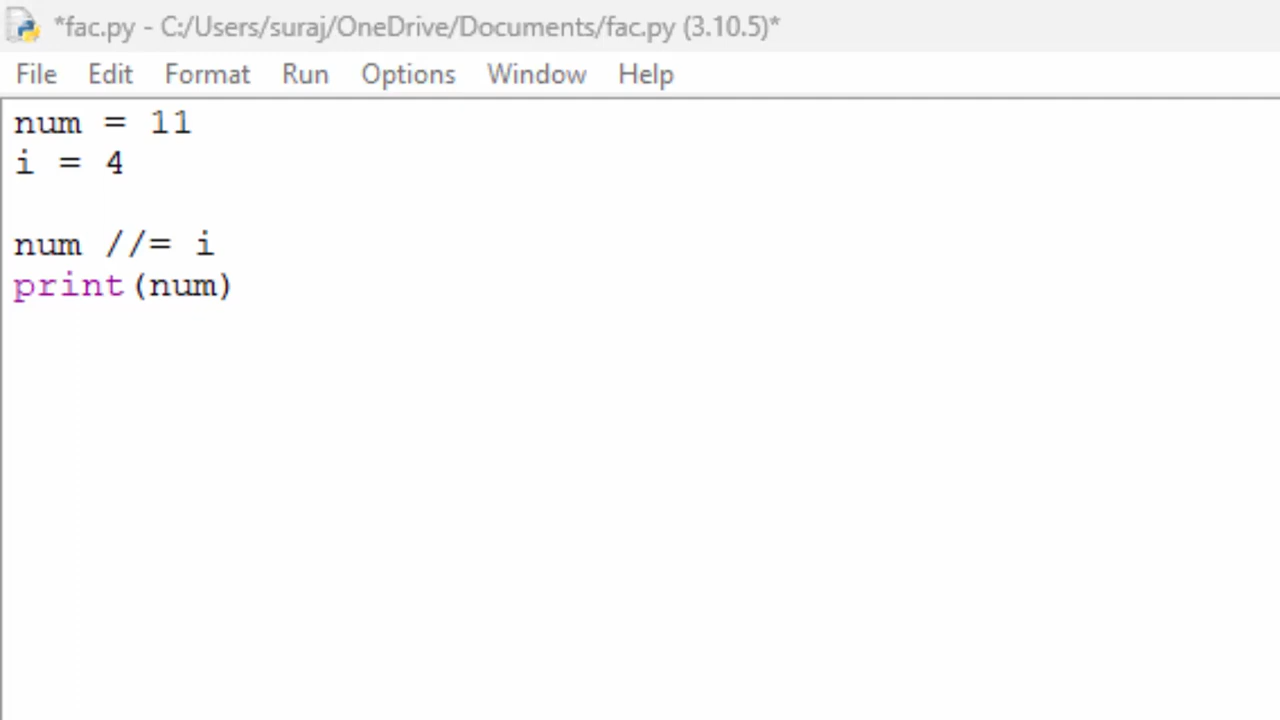 *fac.py - C:/Users/suraj/OneDrive/Documents/fac.py (3.10.5)*
File Edit Format Run Options Window Help
num = 11
i = 4
num //= i
print(num)